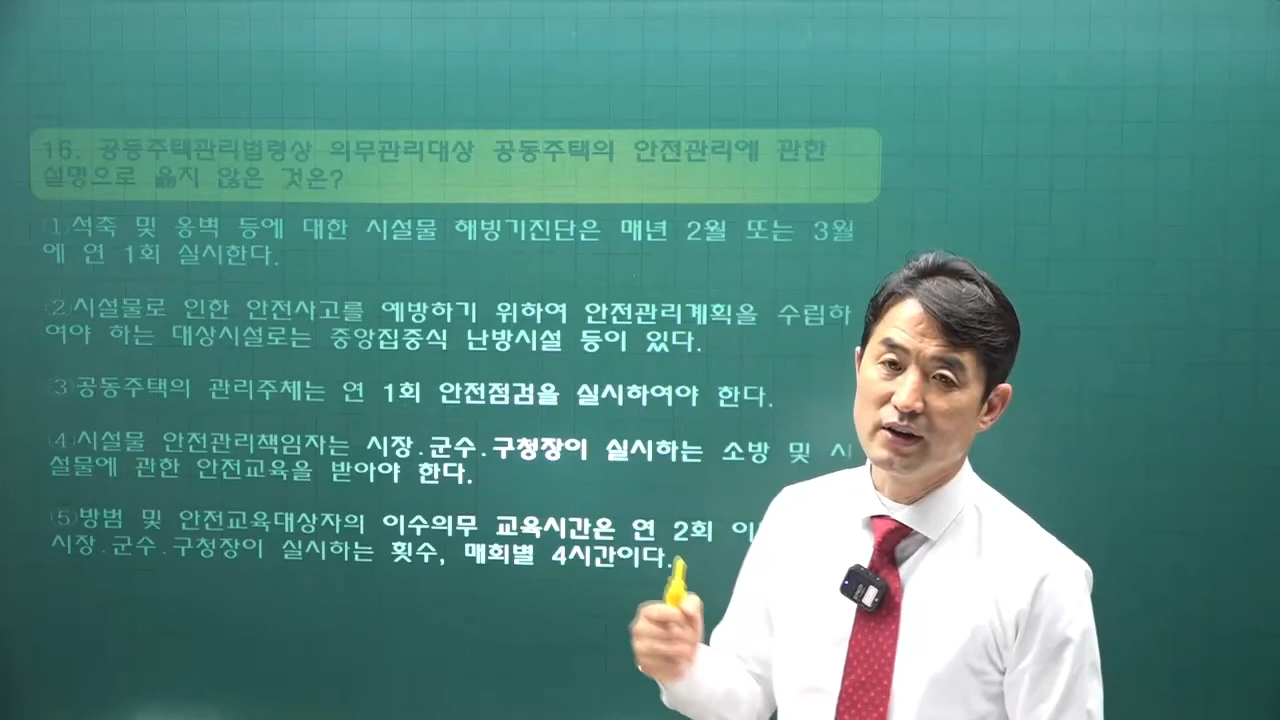 16. 공동주택관리법령상 의무관리대상 공동주택의 안전관리에 관한
설명으로 옳지 않은 것은?
①석축 및 옹벽 등에 대한 시설물 해빙기진단은 매년 2월 또는 3월
에 연 1회 실시한다.
②시설물로 인한 안전사고를 예방하기 위하여 안전관리계획을 수립하
여야 하는 대상시설로는 중앙집중식 난방시설 등이 있다.
③공동주택의 관리주체는 연 1회 안전점검을 실시하여야 한다.
④시설물 안전관리책임자는 시장.군수.구청장이 실시하는 소방 및 시
설물에 관한 안전교육을 받아야 한다.
⑤방범 및 안전교육대상자의 이수의무 교육시간은 연 2회
시장.군수.구청장이 실시하는 횟수, 매회별 4시간이다.